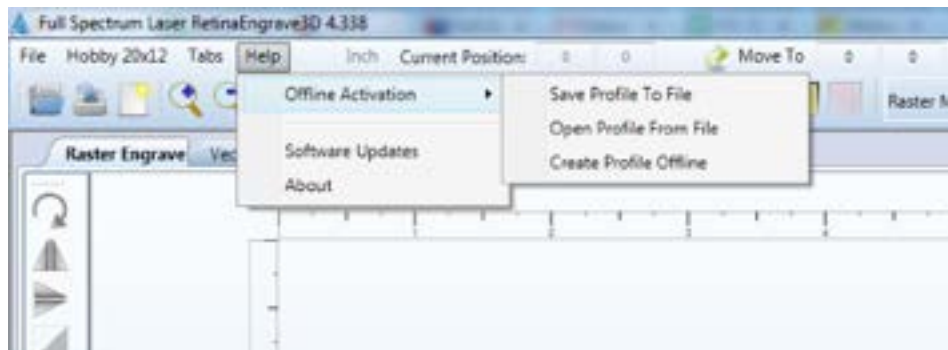 Full Spectrum Laser RetinaEngrave3D 4.338
File Hobby 20x12 Tabs Help Inch Current Position: 0 0 Move To 0 0
Offline Activation Save Profile To File
Raster
Open Profile From File
Raster Engrave Vec Software Updates Create Profile Offline
About